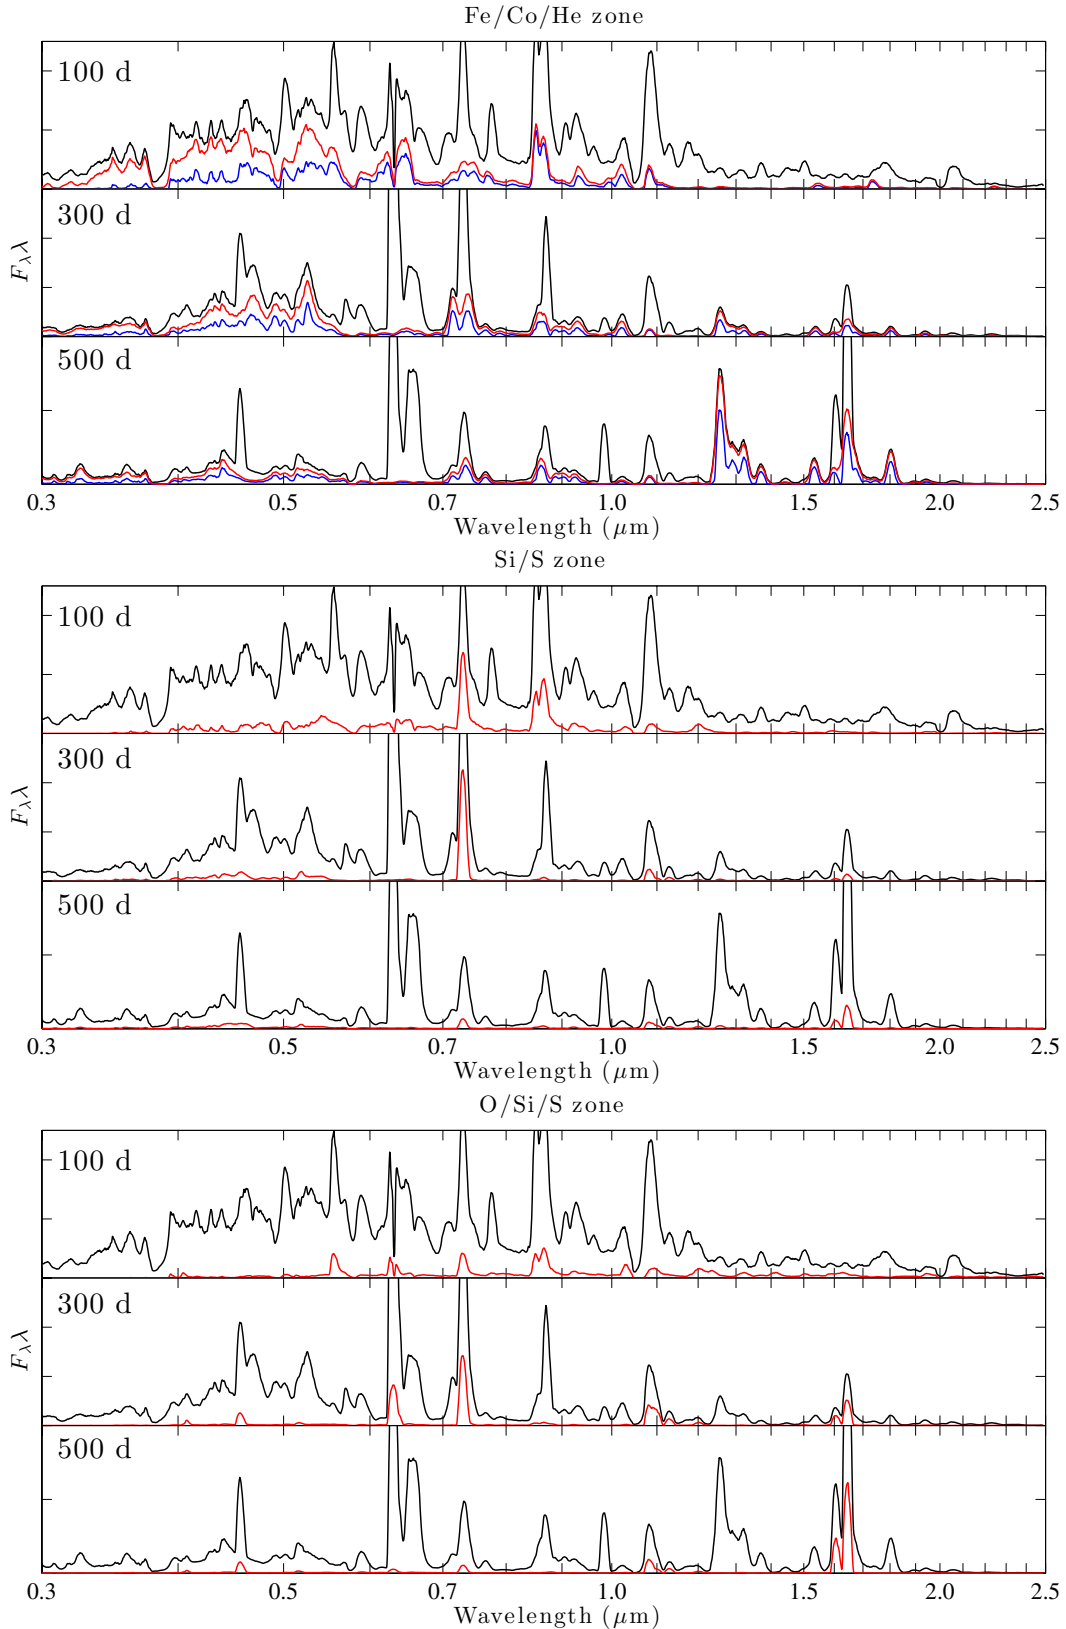 Fe/Co/He zone
100 d
300 d
500 d
F_λ λ
0.3 0.5 0.7 1.0 1.5 2.0 2.5
Wavelength (μm)
Si/S zone
100 d
300 d
500 d
F_λ λ
0.3 0.5 0.7 1.0 1.5 2.0 2.5
Wavelength (μm)
O/Si/S zone
100 d
300 d
500 d
F_λ λ
0.3 0.5 0.7 1.0 1.5 2.0 2.5
Wavelength (μm)